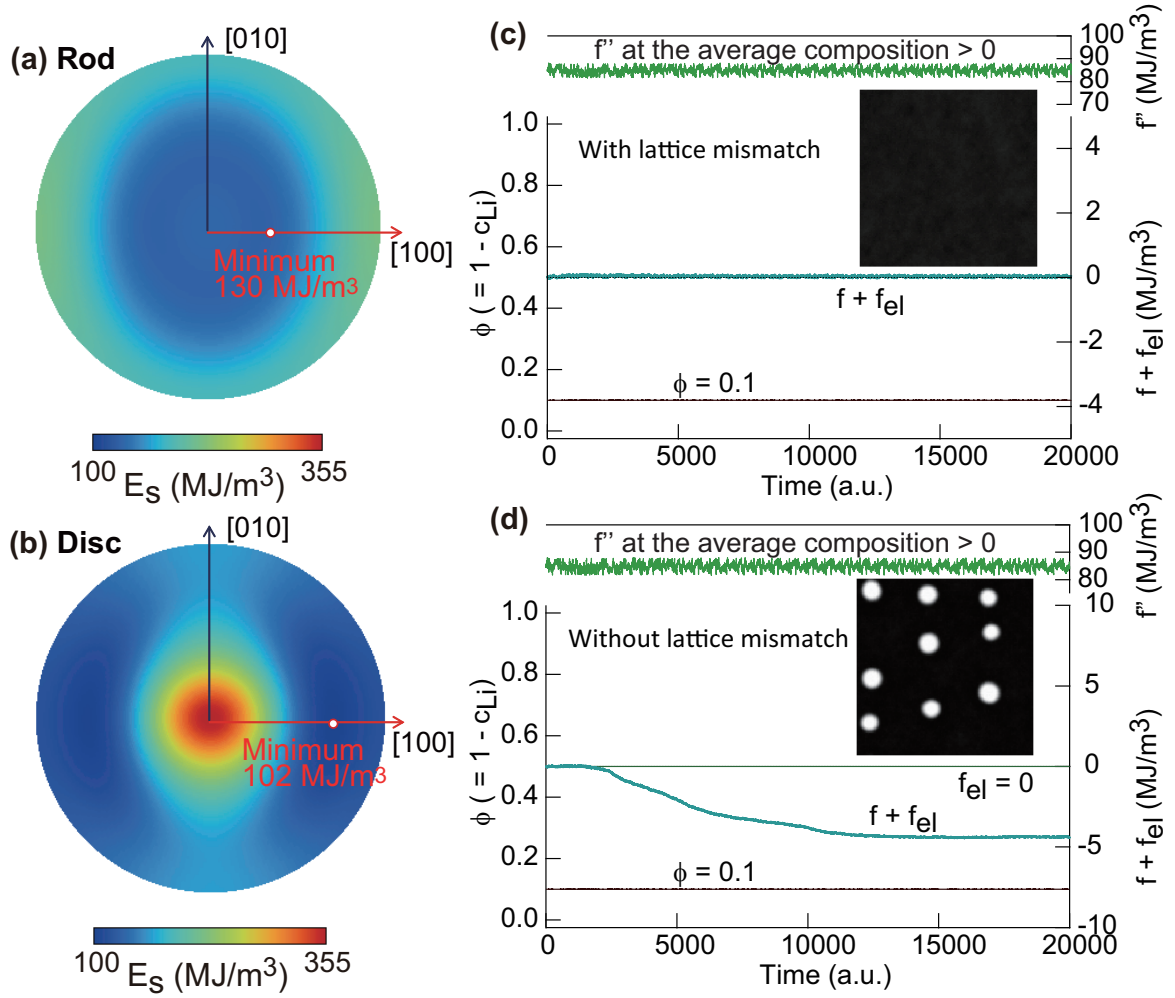 (a) Rod
[010]
[100]
Minimum
130 MJ/m3
100
355
Es (MJ/m3)
(b) Disc
[010]
[100]
Minimum
102 MJ/m3
100
355
Es (MJ/m3)
(c)
f'' at the average composition > 0
100
90
80
70
f'' (MJ/m3)
With lattice mismatch
1.0
0.8
0.6
0.4
0.2
0.0
ϕ ( = 1 - cLi)
4
2
0
-2
-4
f + fel (MJ/m3)
f + fel
ϕ = 0.1
0
5000
10000
15000
20000
Time (a.u.)
(d)
f'' at the average composition > 0
100
90
80
f'' (MJ/m3)
Without lattice mismatch
1.0
0.8
0.6
0.4
0.2
0.0
ϕ ( = 1 - cLi)
10
5
0
-5
-10
f + fel (MJ/m3)
fel = 0
f + fel
ϕ = 0.1
0
5000
10000
15000
20000
Time (a.u.)